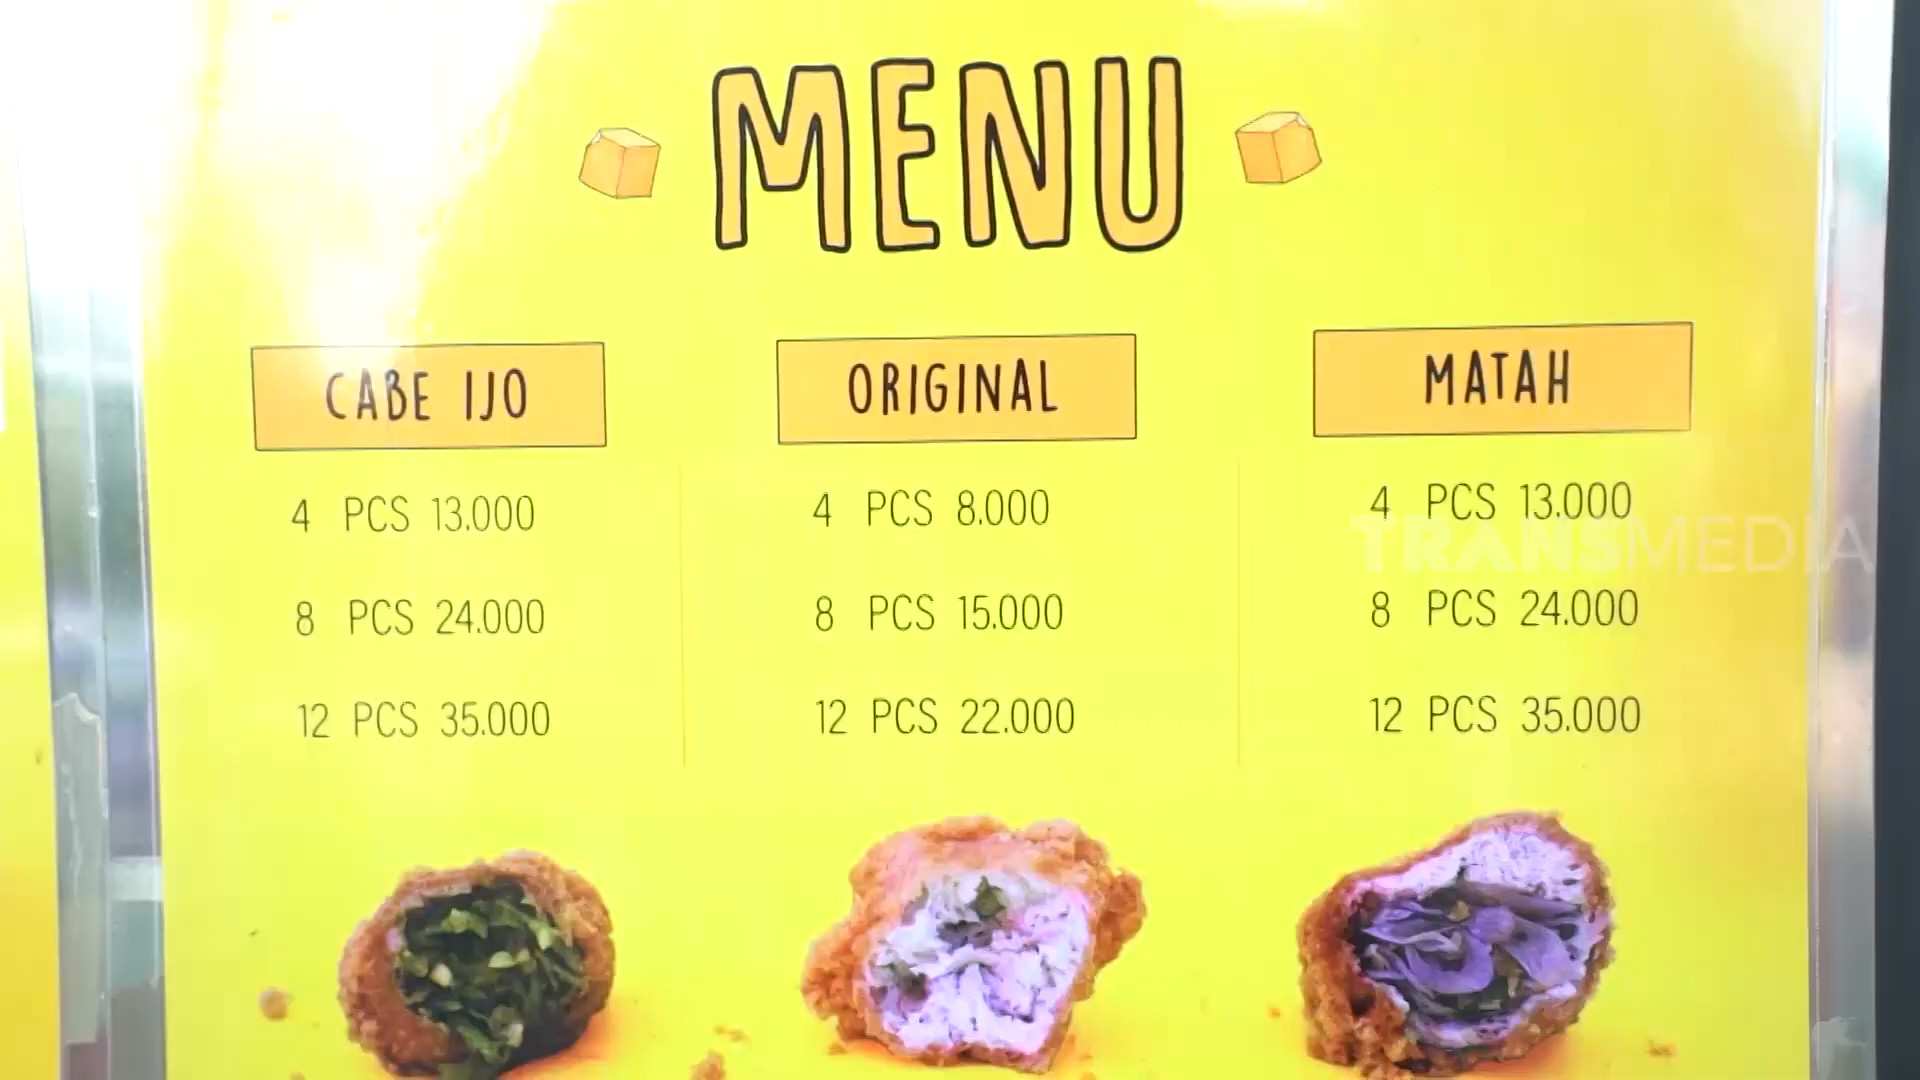 MENU
CABE IJO
4 PCS 13.000
8 PCS 24.000
12 PCS 35.000
ORIGINAL
4 PCS 8.000
8 PCS 15.000
12 PCS 22.000
MATAH
4 PCS 13.000
8 PCS 24.000
12 PCS 35.000
TRANSMEDIA